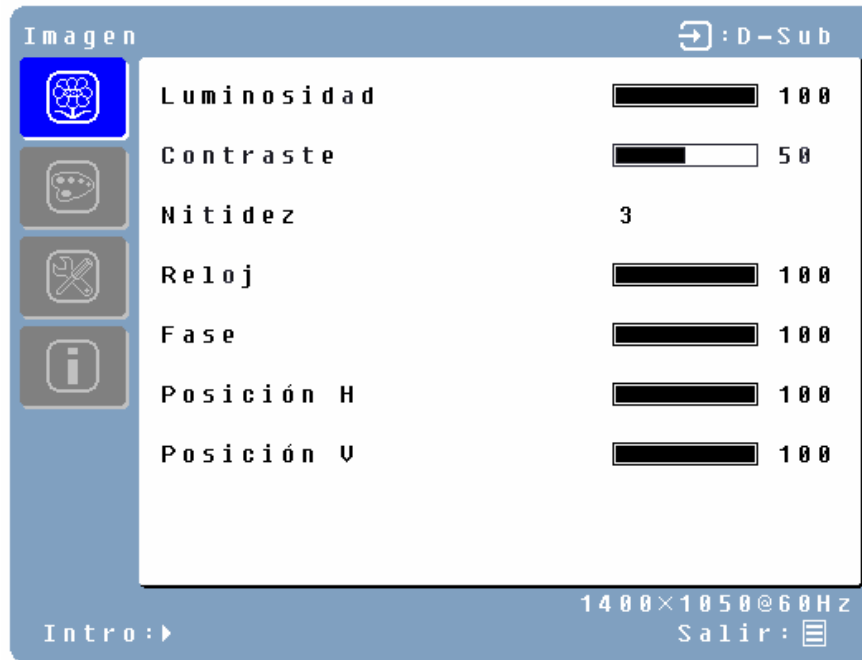 Imagen :D-Sub
Luminosidad 100
Contraste 50
Nitidez 3
Reloj 100
Fase 100
Posición H 100
Posición V 100
1400×1050@60Hz
Intro: Salir: